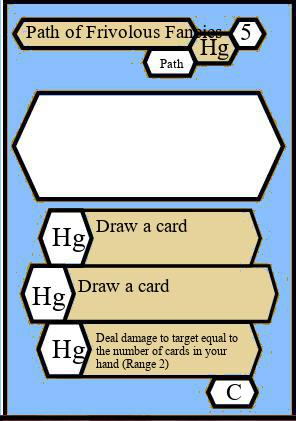 Path of Frivolous Fancies
5
Hg
Path
Hg
Draw a card
Hg
Draw a card
Hg
Deal damage to target equal to
the number of cards in your
hand (Range 2)
C